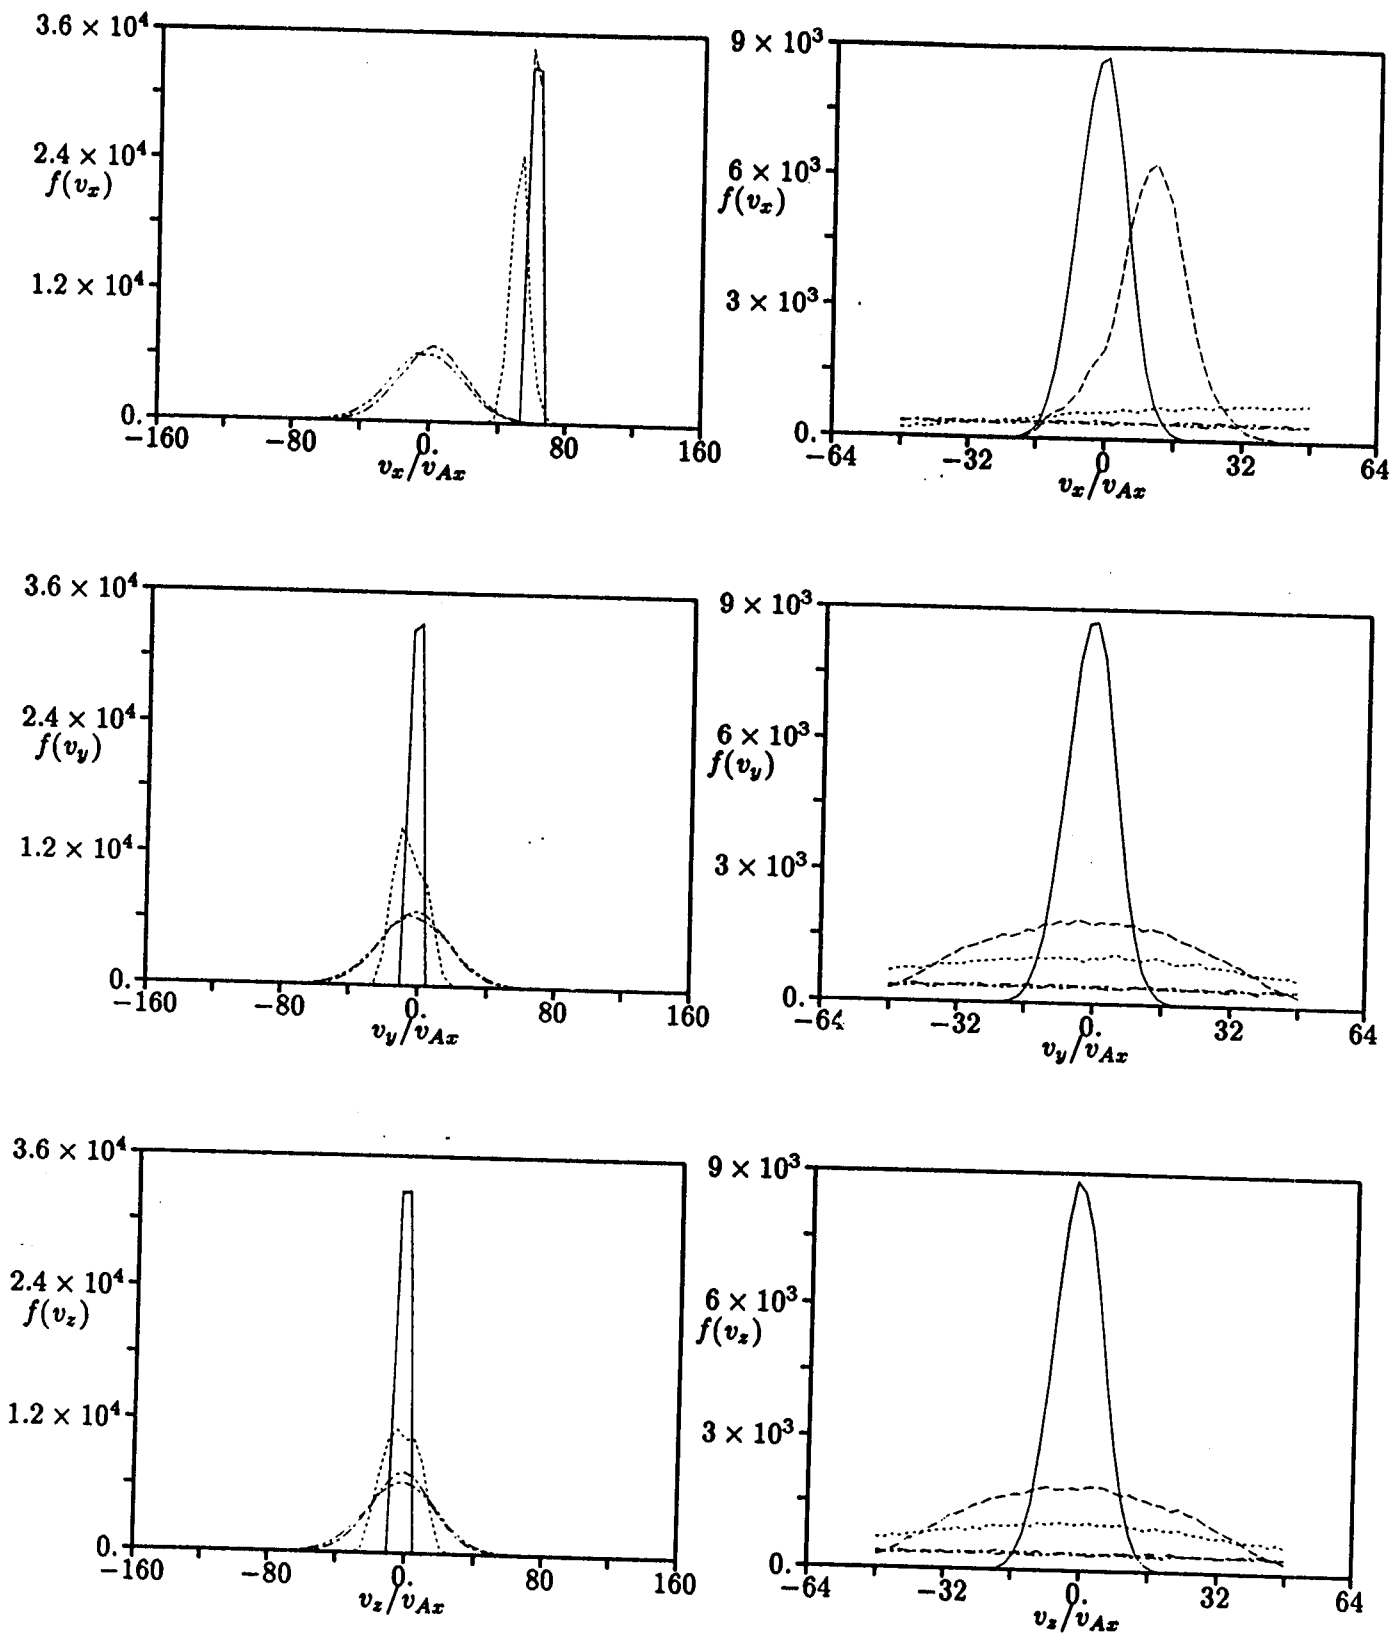 3.6 × 10⁴
2.4 × 10⁴
f(vₓ)
1.2 × 10⁴
0.
−160 −80 0. 80 160
vₓ/v_Ax
9 × 10³
6 × 10³
f(vₓ)
3 × 10³
0.
−64 −32 0 32 64
vₓ/v_Ax
3.6 × 10⁴
2.4 × 10⁴
f(v_y)
1.2 × 10⁴
0.
−160 −80 0. 80 160
v_y/v_Ax
9 × 10³
6 × 10³
f(v_y)
3 × 10³
0.
−64 −32 0. 32 64
v_y/v_Ax
3.6 × 10⁴
2.4 × 10⁴
f(v_z)
1.2 × 10⁴
0.
−160 −80 0. 80 160
v_z/v_Ax
9 × 10³
6 × 10³
f(v_z)
3 × 10³
0.
−64 −32 0. 32 64
v_z/v_Ax